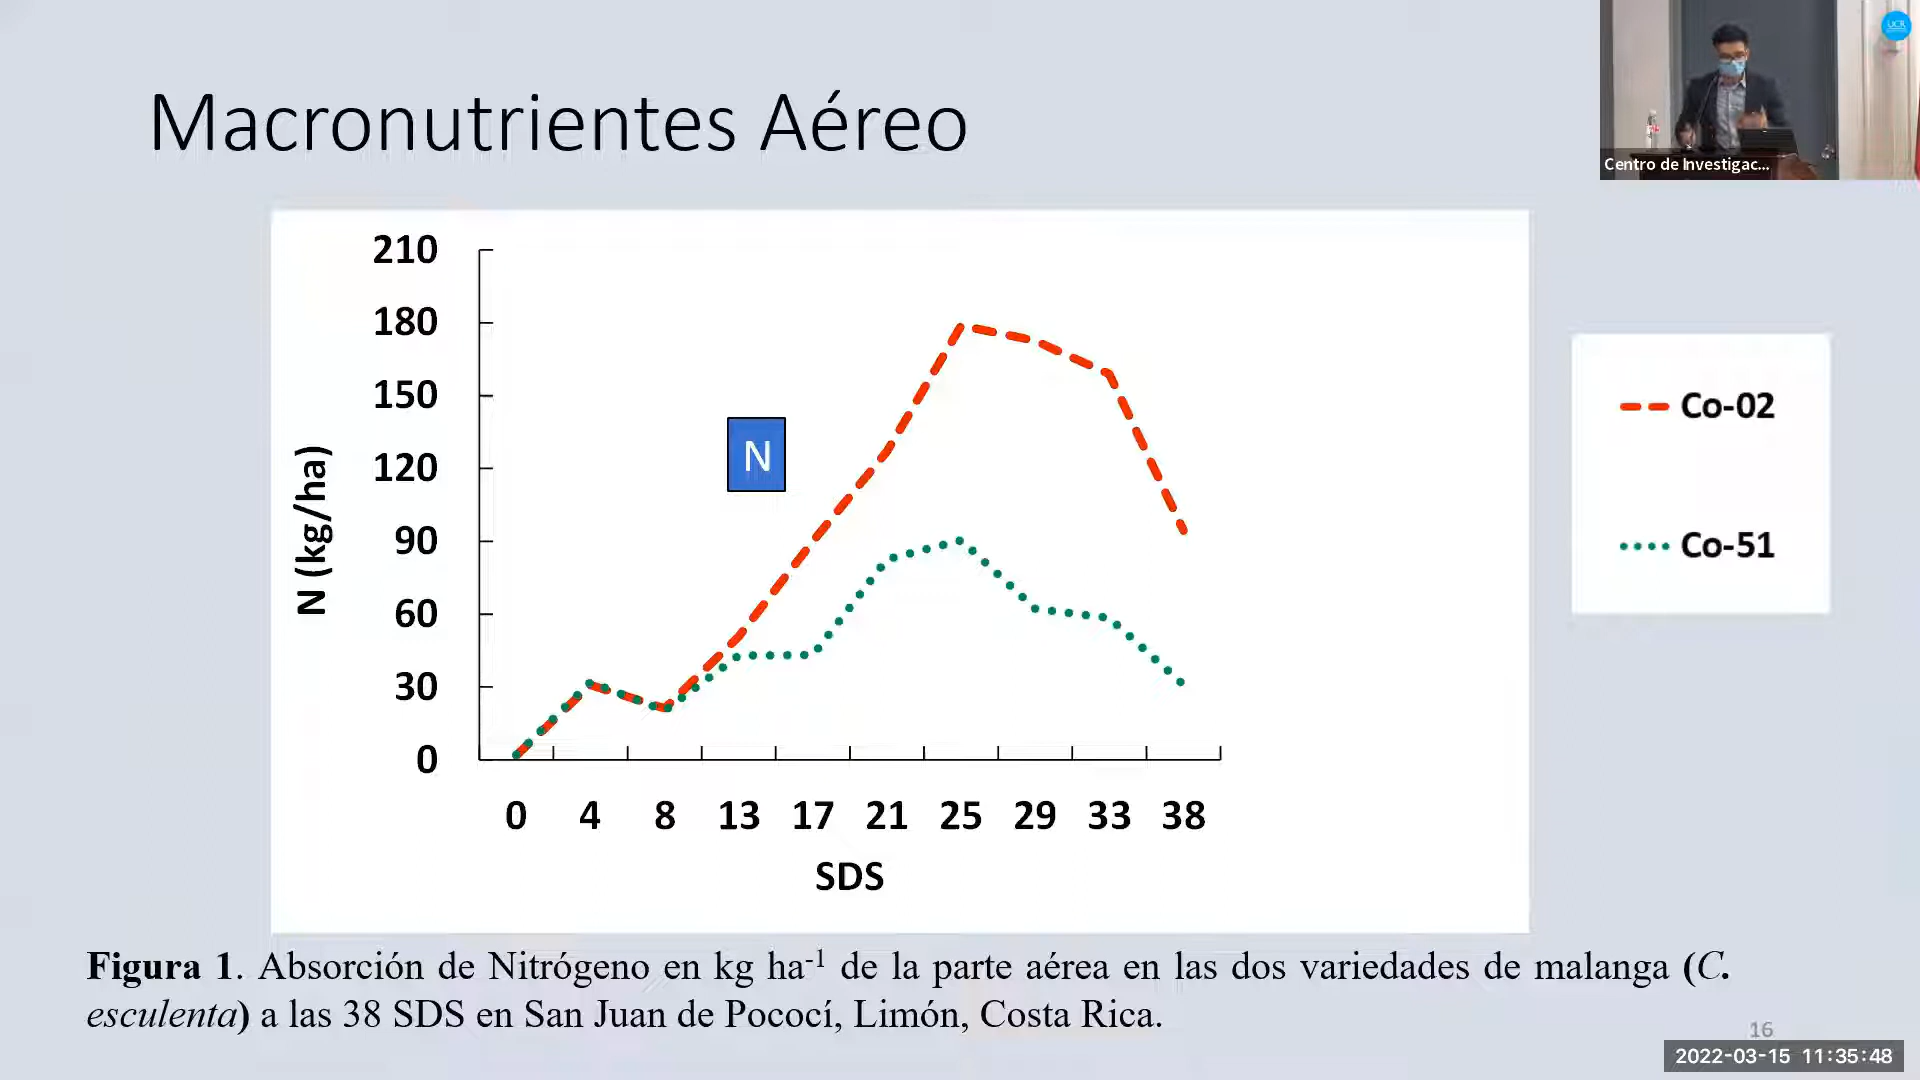 Macronutrientes Aéreo
UCR
Centro de Investigac...
210
180
150
120
90
60
30
0
N (kg/ha)
N
0 4 8 13 17 21 25 29 33 38
SDS
Co-02
Co-51
Figura 1. Absorción de Nitrógeno en kg ha-1 de la parte aérea en las dos variedades de malanga (C.
esculenta) a las 38 SDS en San Juan de Pococí, Limón, Costa Rica.
16
2022-03-15 11:35:48